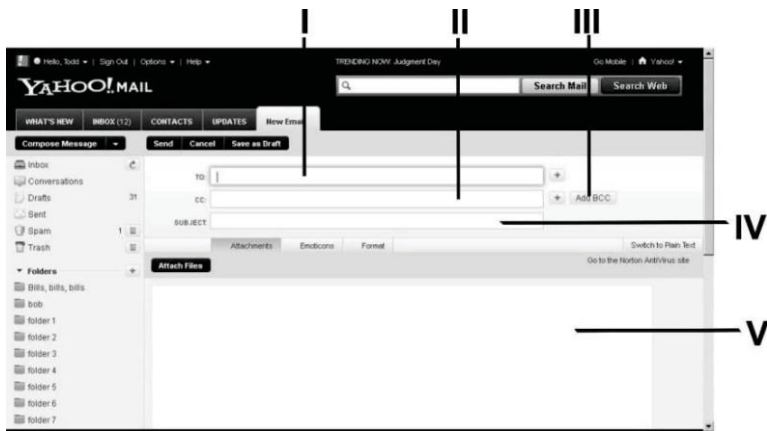 I II III
Hello, Todd | Sign Out | Options | Help TRENDING NOW: Judgment Day Go Mobile | Yahoo!
YAHOO! MAIL Search Mail Search Web
WHAT'S NEW INBOX (12) CONTACTS UPDATES New Email
Compose Message Send Cancel Save as Draft
Inbox
Conversations TO: +
Drafts 31 CC: + Add BCC
Sent SUBJECT: IV
Spam 1
Trash Attachments Emoticons Format Switch to Plain Text
Folders + Attach Files Go to the Norton AntiVirus site
Bills, bills, bills
bob
folder 1
folder 2 V
folder 3
folder 4
folder 5
folder 6
folder 7